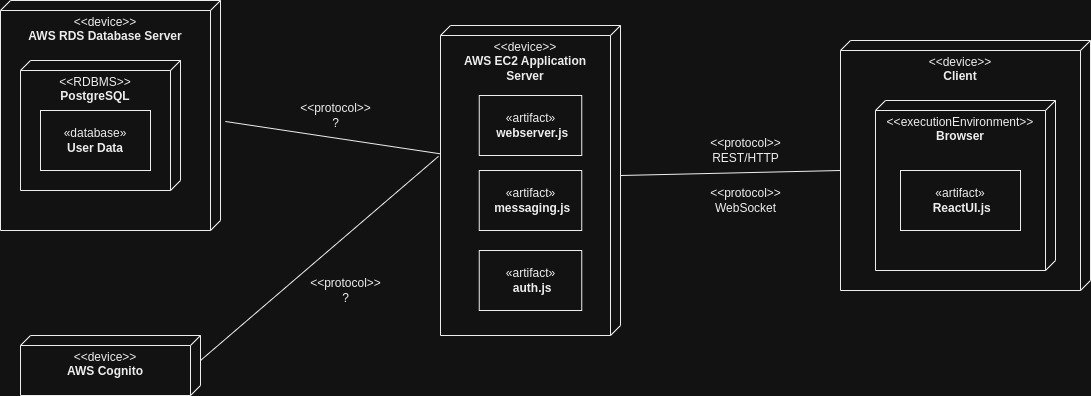 <<device>>
AWS RDS Database Server
<<RDBMS>>
PostgreSQL
«database»
User Data
<<protocol>>
?
<<protocol>>
?
<<device>>
AWS Cognito
<<device>>
AWS EC2 Application
Server
«artifact»
webserver.js
«artifact»
messaging.js
«artifact»
auth.js
<<protocol>>
REST/HTTP
<<protocol>>
WebSocket
<<device>>
Client
<<executionEnvironment>>
Browser
«artifact»
ReactUI.js